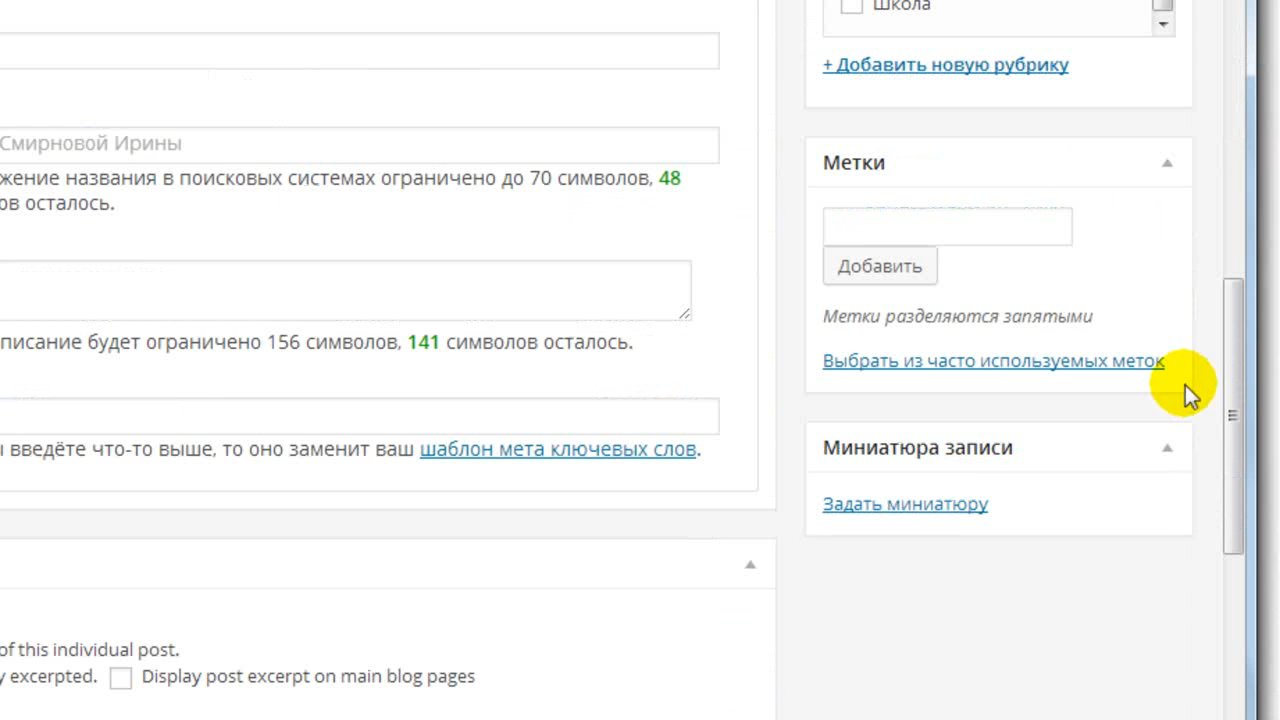 Смирновой Ирины
жение названия в поисковых системах ограничено до 70 символов, 48
ов осталось.
писание будет ограничено 156 символов, 141 символов осталось.
ы введёте что-то выше, то оно заменит ваш шаблон мета ключевых слов.
of this individual post.
y excerpted. Display post excerpt on main blog pages
Школа
+ Добавить новую рубрику
Метки
Добавить
Метки разделяются запятыми
Выбрать из часто используемых меток
Миниатюра записи
Задать миниатюру